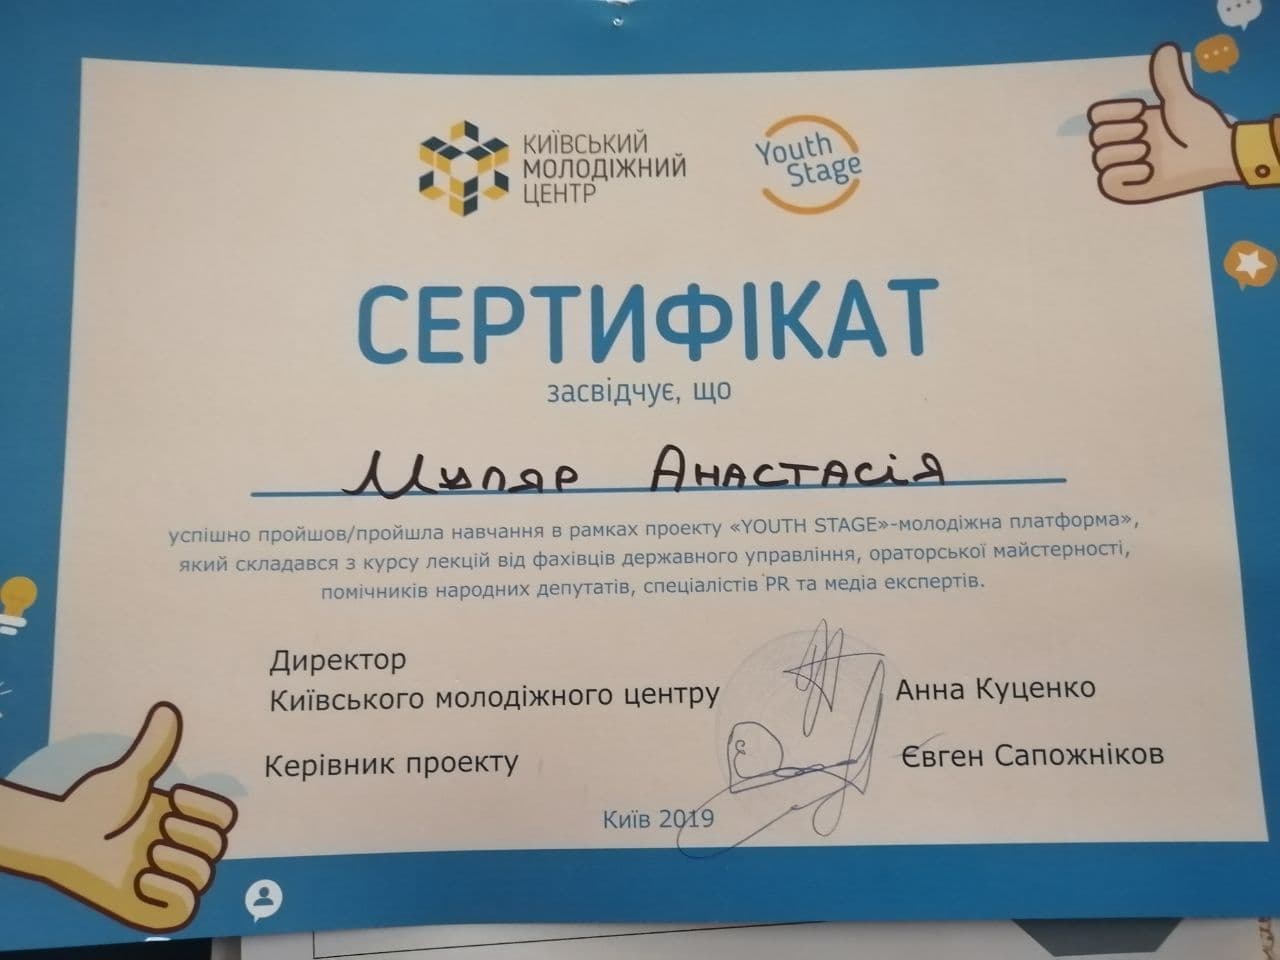 КИЇВСЬКИЙ
МОЛОДІЖНИЙ
ЦЕНТР
Youth
Stage
СЕРТИФІКАТ
засвідчує, що
Муляр Анастасія
успішно пройшов/пройшла навчання в рамках проекту «YOUTH STAGE»-молодіжна платформа»,
який складався з курсу лекцій від фахівців державного управління, ораторської майстерності,
помічників народних депутатів, спеціалістів PR та медіа експертів.
Директор
Київського молодіжного центру
Анна Куценко
Керівник проекту
Євген Сапожніков
Київ 2019